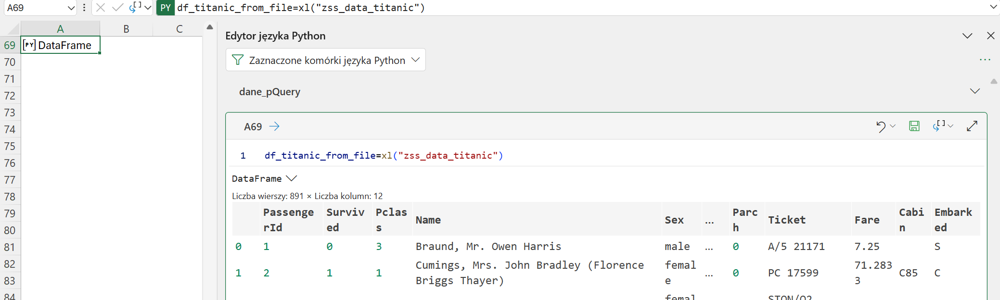 A69
PY df_titanic_from_file=xl("zss_data_titanic")
A B C
69 [PY] DataFrame
70
71
72
73
74
75
76
77
78
79
80
81
82
83
84
Edytor języka Python
Zaznaczone komórki języka Python
...
dane_pQuery
A69
1 df_titanic_from_file=xl("zss_data_titanic")
DataFrame
Liczba wierszy: 891 × Liczba kolumn: 12
PassengerId Survived Pclass Name Sex ... Parch Ticket Fare Cabin Embarked
0 1 0 3 Braund, Mr. Owen Harris male ... 0 A/5 21171 7.25 S
1 2 1 1 Cumings, Mrs. John Bradley (Florence Briggs Thayer) female ... 0 PC 17599 71.2833 C85 C
femal STON/O2